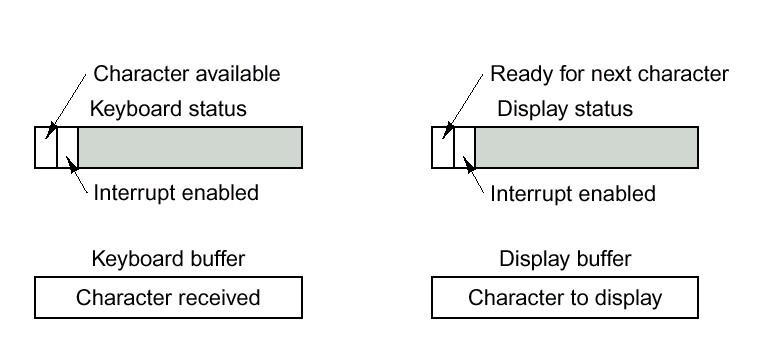 Character available
Keyboard status
Interrupt enabled
Keyboard buffer
Character received
Ready for next character
Display status
Interrupt enabled
Display buffer
Character to display